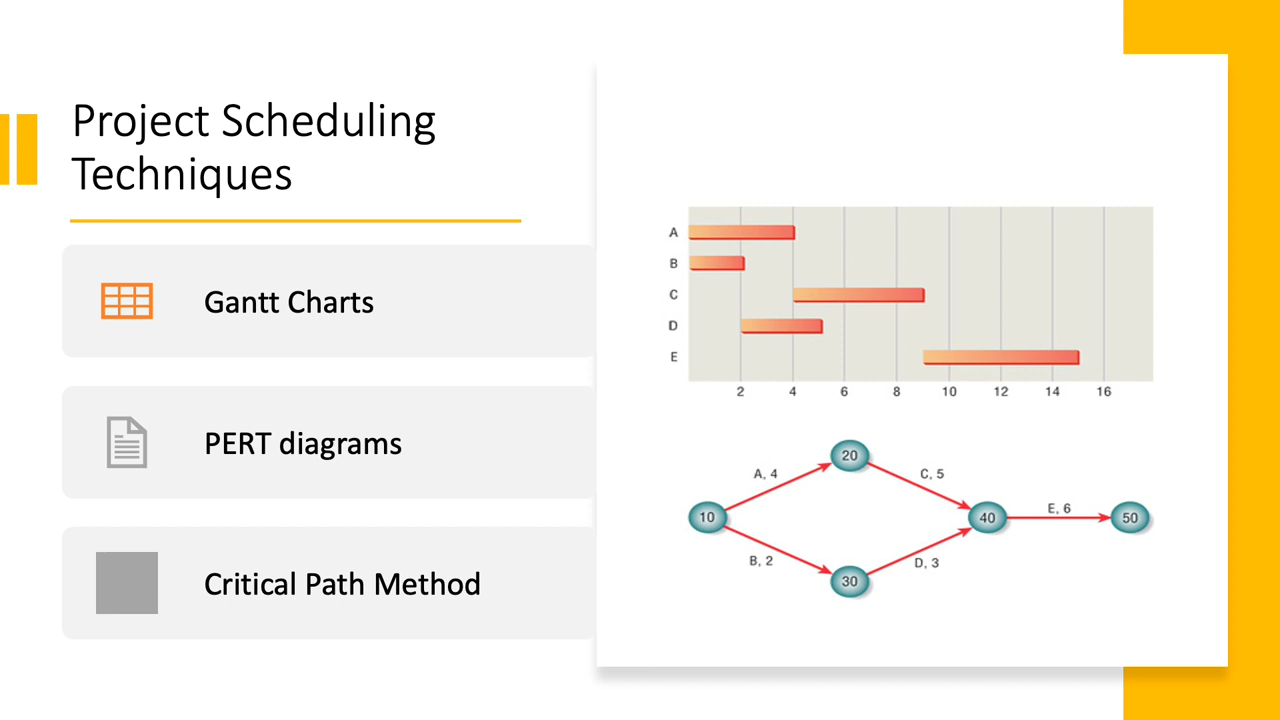 Project Scheduling
Techniques
Gantt Charts
PERT diagrams
Critical Path Method
A
B
C
D
E
2 4 6 8 10 12 14 16
20
A, 4
C, 5
10
40
E, 6
50
B, 2
D, 3
30